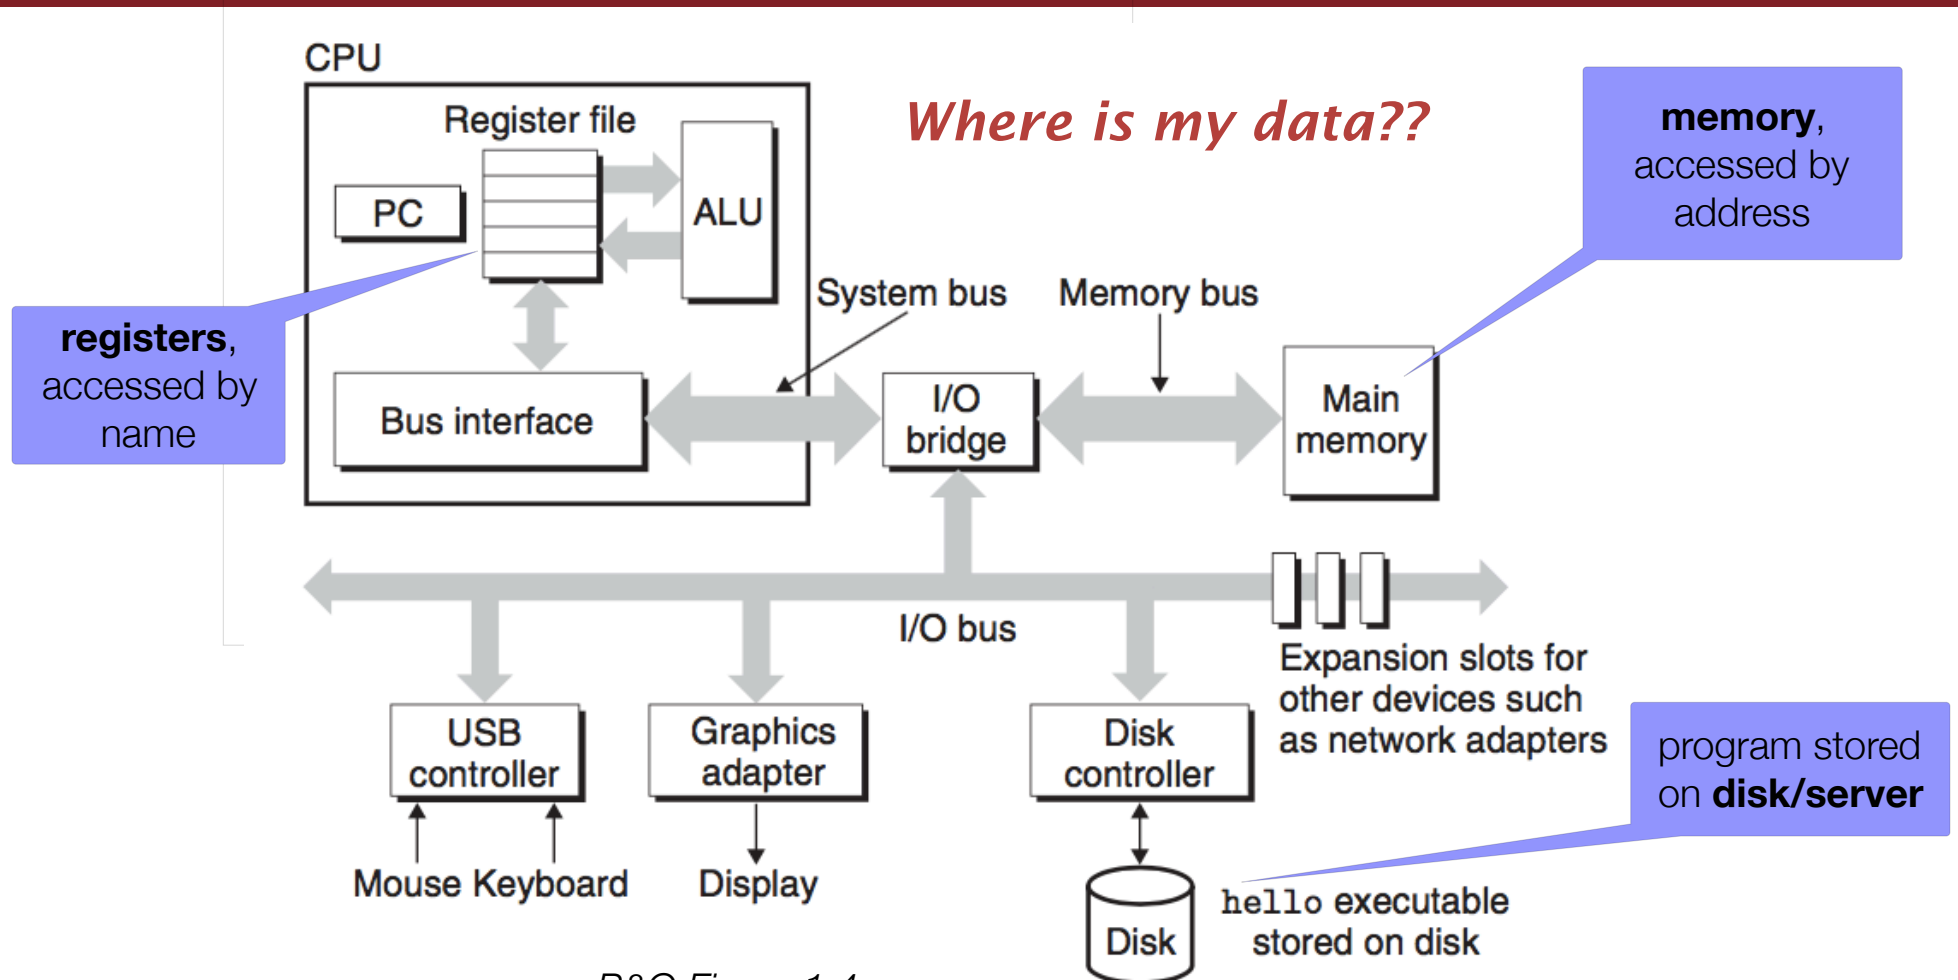 CPU
Register file
PC
ALU
Where is my data??
memory,
accessed by
address
System bus
Memory bus
registers,
accessed by
name
Bus interface
I/O
bridge
Main
memory
I/O bus
Expansion slots for
other devices such
as network adapters
USB
controller
Graphics
adapter
Disk
controller
program stored
on disk/server
Mouse Keyboard
Display
Disk
hello executable
stored on disk